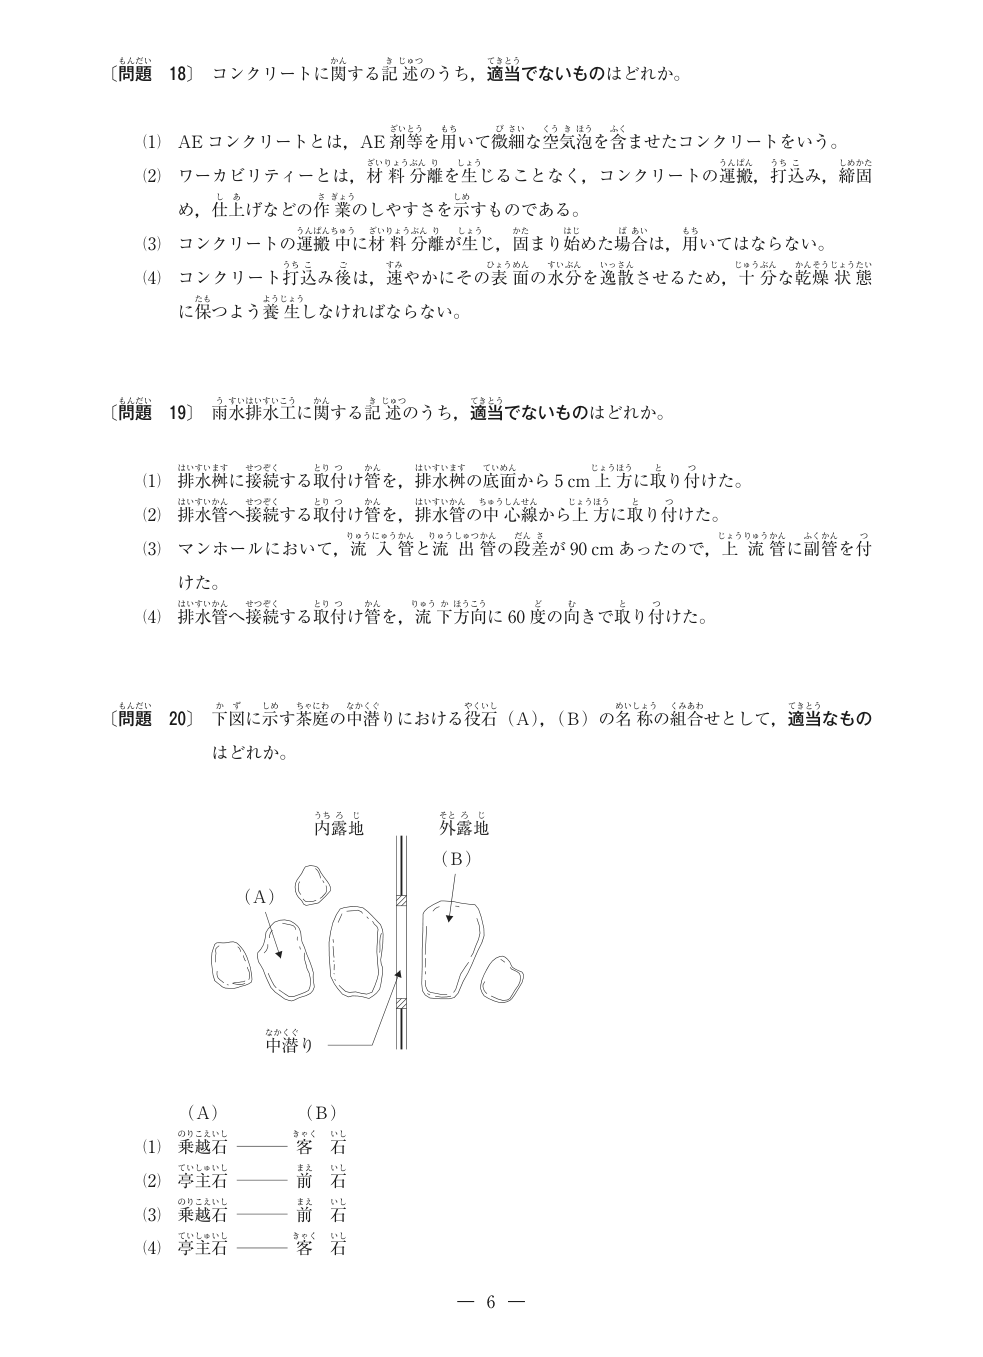 〔問題 18〕 コンクリートに関する記述のうち，適当でないものはどれか。
⑴ AE コンクリートとは，AE 剤等を用いて微細な空気泡を含ませたコンクリートをいう。
⑵ ワーカビリティーとは，材料分離を生じることなく，コンクリートの運搬，打込み，締固
め，仕上げなどの作業のしやすさを示すものである。
⑶ コンクリートの運搬中に材料分離が生じ，固まり始めた場合は，用いてはならない。
⑷ コンクリート打込み後は，速やかにその表面の水分を逸散させるため，十分な乾燥状態
に保つよう養生しなければならない。
〔問題 19〕 雨水排水工に関する記述のうち，適当でないものはどれか。
⑴ 排水桝に接続する取付け管を，排水桝の底面から 5 cm 上方に取り付けた。
⑵ 排水管へ接続する取付け管を，排水管の中心線から上方に取り付けた。
⑶ マンホールにおいて，流入管と流出管の段差が 90 cm あったので，上流管に副管を付
けた。
⑷ 排水管へ接続する取付け管を，流下方向に 60 度の向きで取り付けた。
〔問題 20〕 下図に示す茶庭の中潜りにおける役石（A），（B）の名称の組合せとして，適当なもの
はどれか。
内露地 外露地
（B）
（A）
中潜り
（A） （B）
⑴ 乗越石 ─── 客 石
⑵ 亭主石 ─── 前 石
⑶ 乗越石 ─── 前 石
⑷ 亭主石 ─── 客 石
― 6 ―